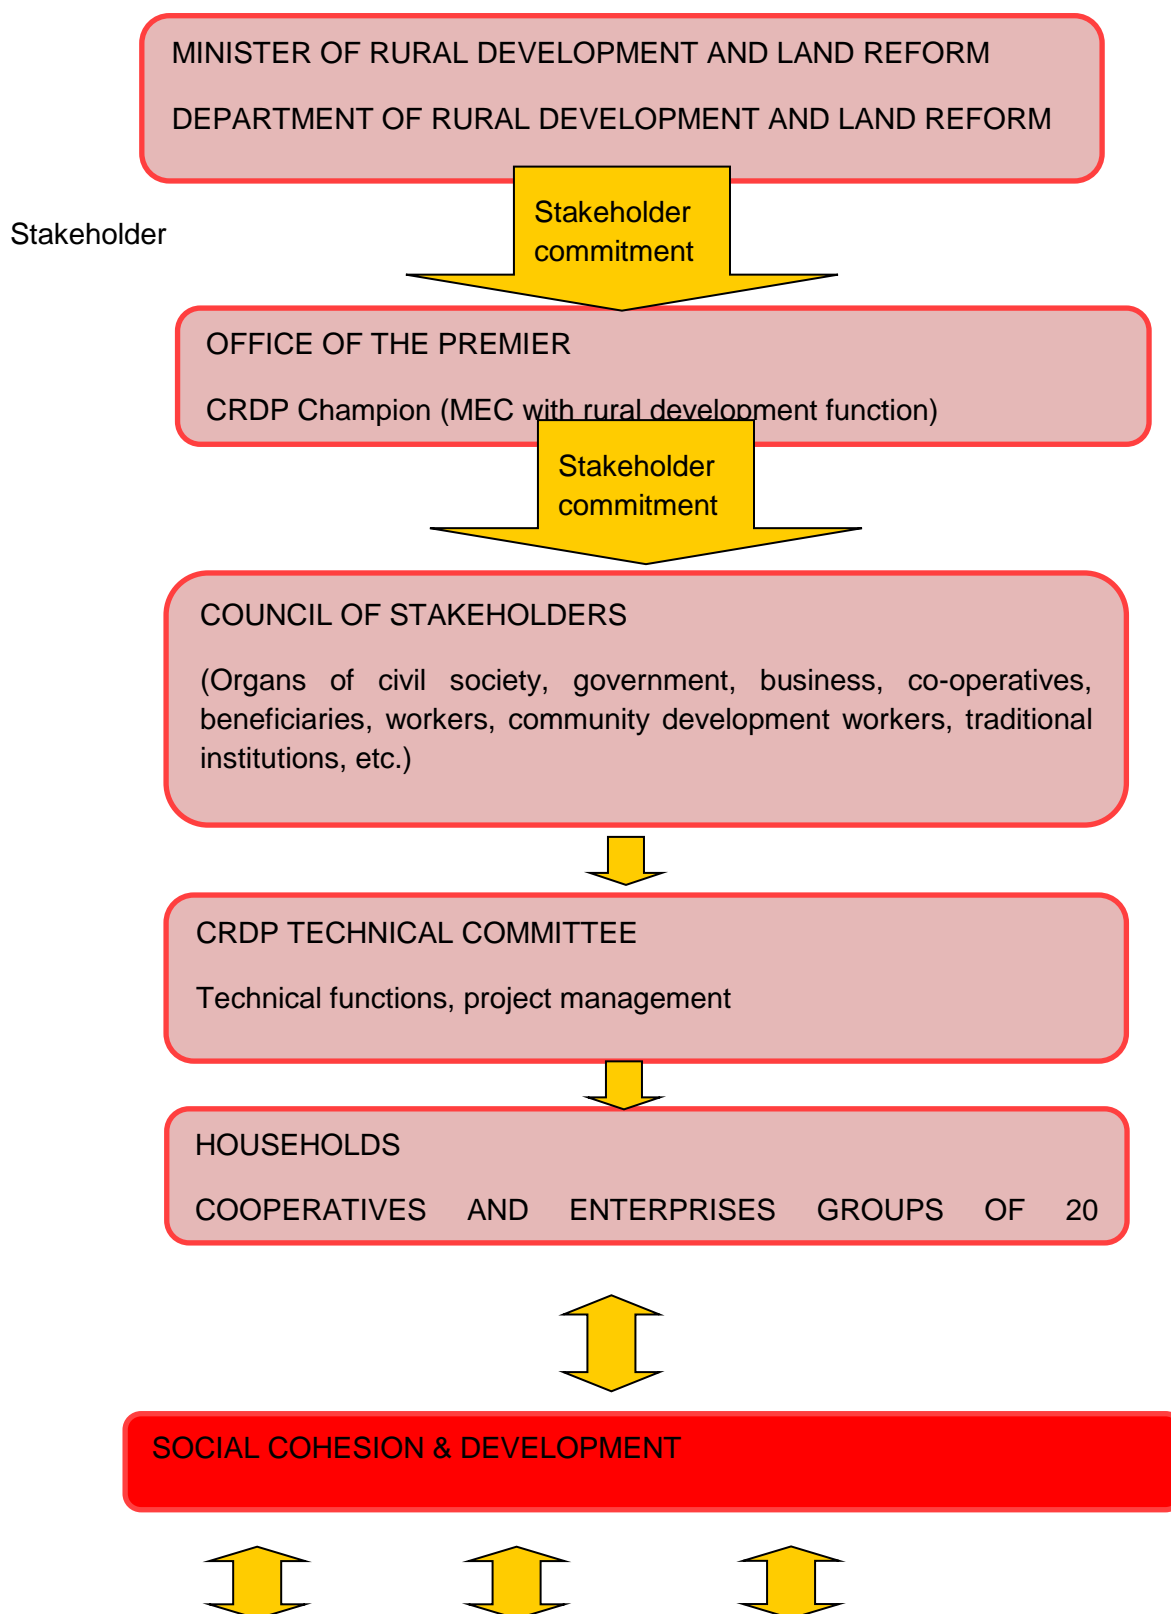 MINISTER OF RURAL DEVELOPMENT AND LAND REFORM
DEPARTMENT OF RURAL DEVELOPMENT AND LAND REFORM
Stakeholder
commitment
Stakeholder
OFFICE OF THE PREMIER
CRDP Champion (MEC with rural development function)
Stakeholder
commitment
COUNCIL OF STAKEHOLDERS
(Organs of civil society, government, business, co-operatives,
beneficiaries, workers, community development workers, traditional
institutions, etc.)
CRDP TECHNICAL COMMITTEE
Technical functions, project management
HOUSEHOLDS
COOPERATIVES AND ENTERPRISES GROUPS OF 20
SOCIAL COHESION & DEVELOPMENT